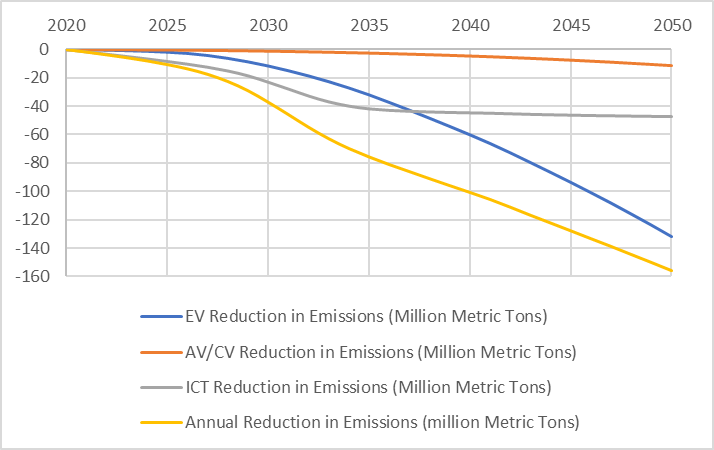 2020 2025 2030 2035 2040 2045 2050
0
-20
-40
-60
-80
-100
-120
-140
-160
EV Reduction in Emissions (Million Metric Tons)
AV/CV Reduction in Emissions (Million Metric Tons)
ICT Reduction in Emissions (Million Metric Tons)
Annual Reduction in Emissions (million Metric Tons)